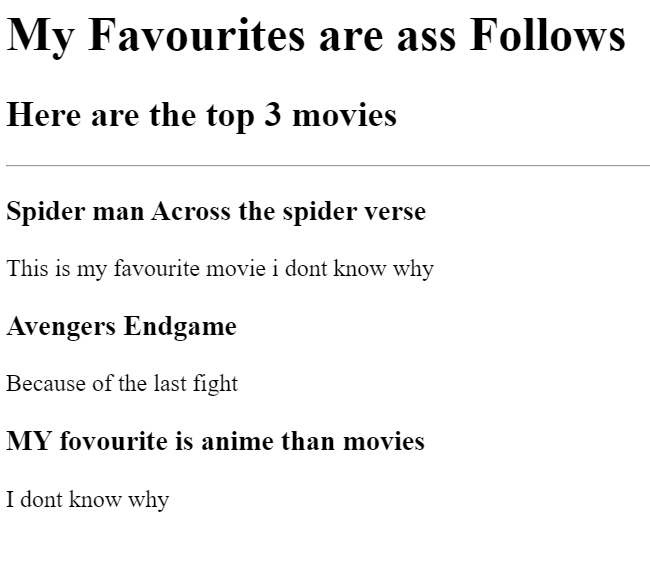 My Favourites are ass Follows
Here are the top 3 movies
Spider man Across the spider verse
This is my favourite movie i dont know why
Avengers Endgame
Because of the last fight
MY fovourite is anime than movies
I dont know why